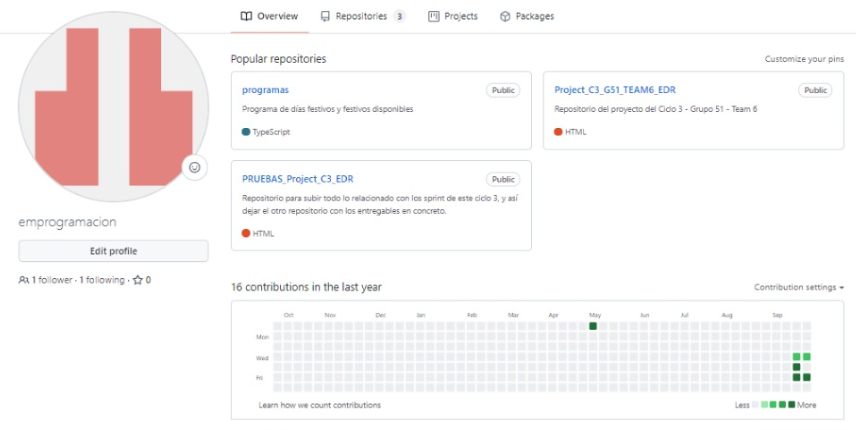 Overview Repositories 3 Projects Packages
Popular repositories Customize your pins
programas Public
Programa de días festivos y festivos disponibles
TypeScript
Project_C3_G51_TEAM6_EDR Public
Repositorio del proyecto del Ciclo 3 - Grupo 51 - Team 6
HTML
PRUEBAS_Project_C3_EDR Public
Repositorio para subir todo lo relacionado con los sprint de este ciclo 3, y así
dejar el otro repositorio con los entregables en concreto.
HTML
emprogramacion
Edit profile
1 follower · 1 following · 0
16 contributions in the last year Contribution settings
Oct Nov Dec Jan Feb Mar Apr May Jun Jul Aug Sep
Mon
Wed
Fri
Learn how we count contributions Less More